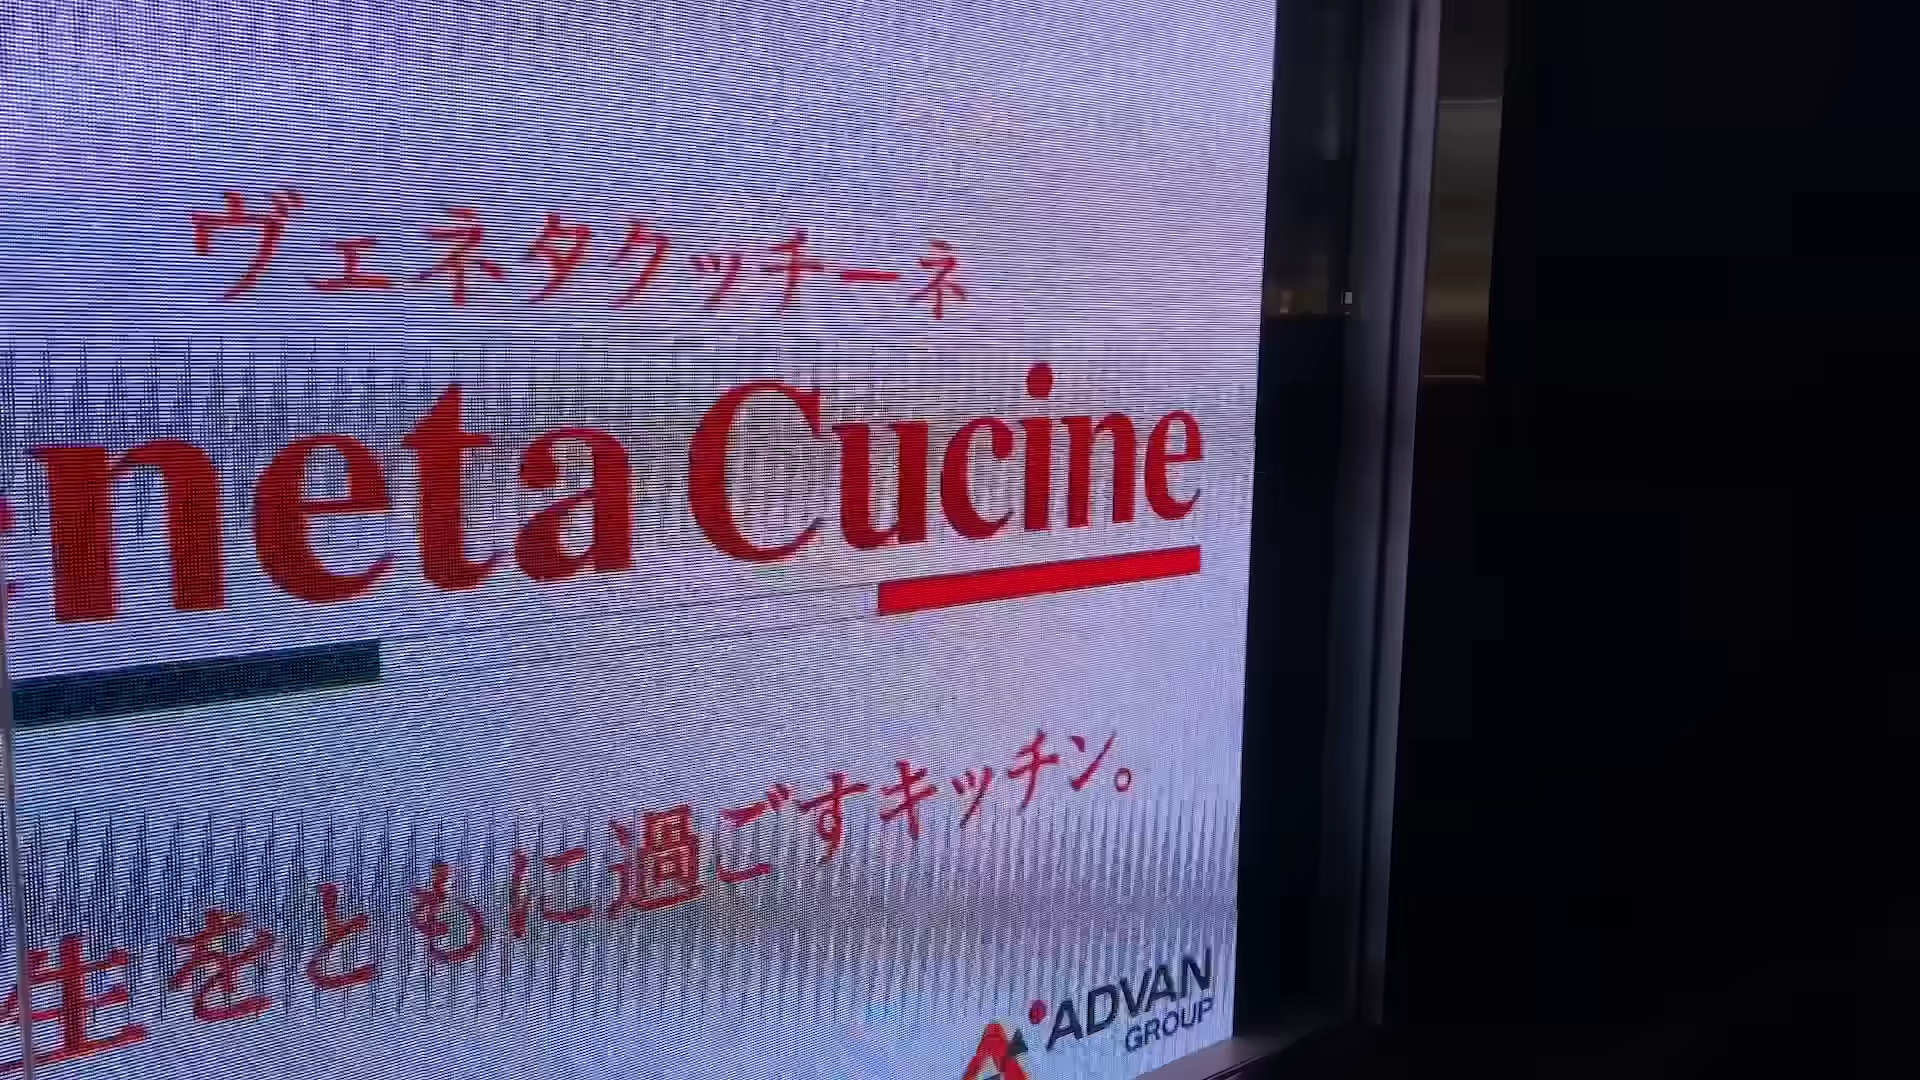 ヴェネタクッチーネ
neta Cucine
生をともに過ごすキッチン。
ADVAN
GROUP